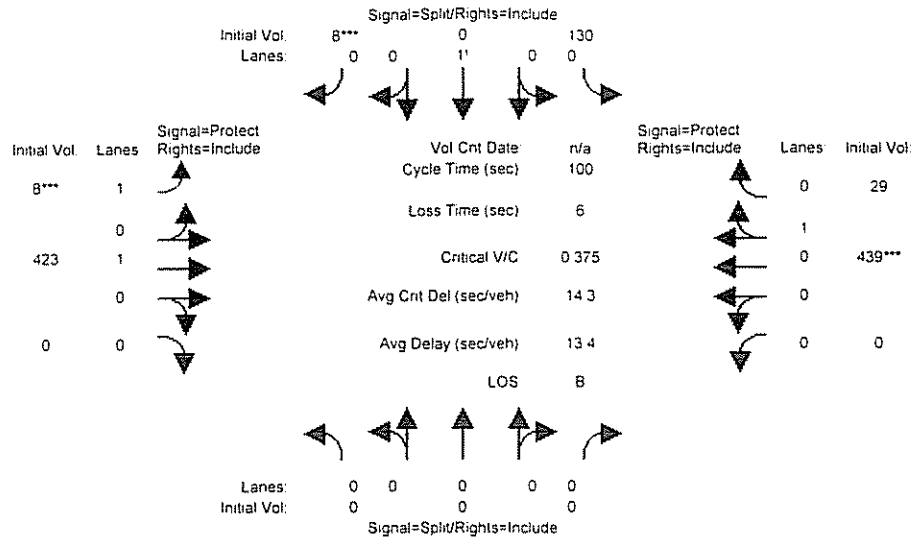 Signal=Split/Rights=Include
Initial Vol: 8*** 0 130
Lanes: 0 0 1! 0 0
Signal=Protect
Initial Vol. Lanes Rights=Include
Vol Cnt Date: n/a
Signal=Protect
Rights=Include Lanes: Initial Vol:
Cycle Time (sec) 100
8*** 1
0 29
Loss Time (sec) 6
0
1
423 1
Critical V/C 0 375
0 439***
0
Avg Crit Del (sec/veh) 14 3
0
0 0
Avg Delay (sec/veh) 13 4
0 0
LOS B
Lanes: 0 0 0 0 0
Initial Vol: 0 0 0
Signal=Split/Rights=Include